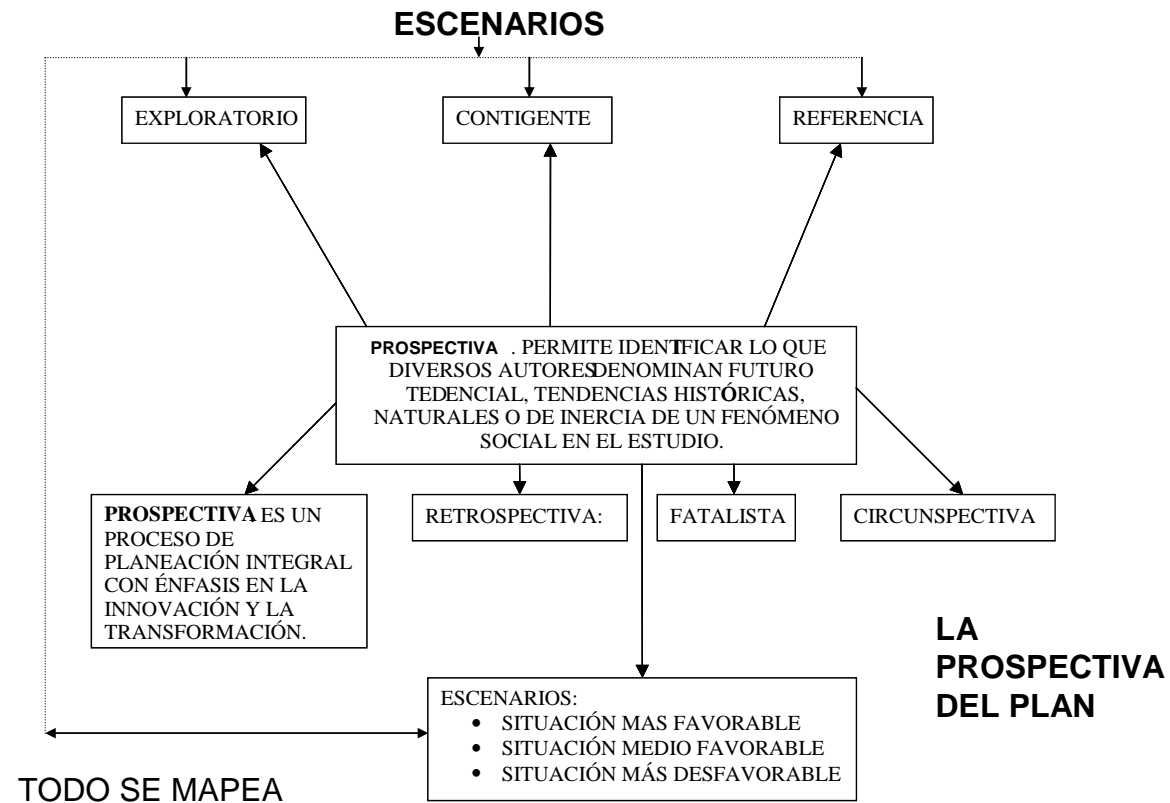 ESCENARIOS
EXPLORATORIO
CONTIGENTE
REFERENCIA
PROSPECTIVA . PERMITE IDENTIFICAR LO QUE
DIVERSOS AUTORES DENOMINAN FUTURO
TEDENCIAL, TENDENCIAS HISTÓRICAS,
NATURALES O DE INERCIA DE UN FENÓMENO
SOCIAL EN EL ESTUDIO.
PROSPECTIVA ES UN
PROCESO DE
PLANEACIÓN INTEGRAL
CON ÉNFASIS EN LA
INNOVACIÓN Y LA
TRANSFORMACIÓN.
RETROSPECTIVA:
FATALISTA
CIRCUNSPECTIVA
LA
PROSPECTIVA
DEL PLAN
ESCENARIOS:
• SITUACIÓN MAS FAVORABLE
• SITUACIÓN MEDIO FAVORABLE
• SITUACIÓN MÁS DESFAVORABLE
TODO SE MAPEA